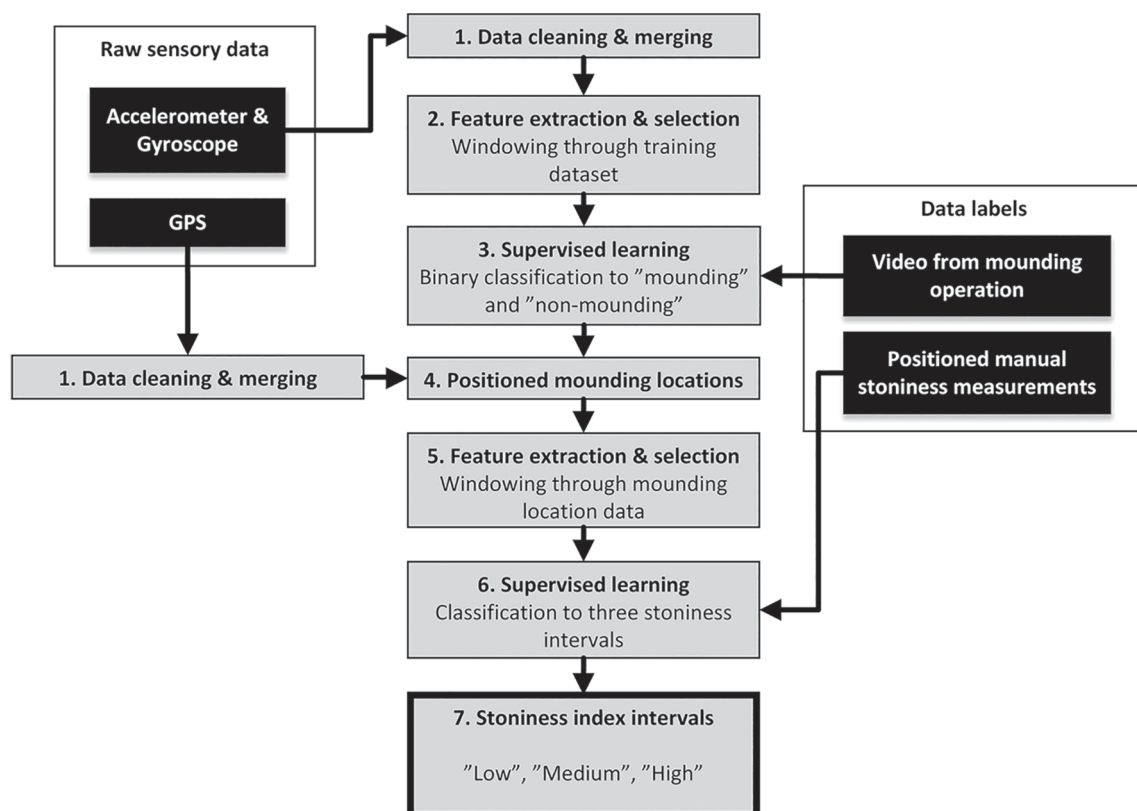 Raw sensory data
Accelerometer &
Gyroscope
GPS
1. Data cleaning & merging
1. Data cleaning & merging
2. Feature extraction & selection
Windowing through training
dataset
3. Supervised learning
Binary classification to ”mounding”
and ”non-mounding”
4. Positioned mounding locations
5. Feature extraction & selection
Windowing through mounding
location data
6. Supervised learning
Classification to three stoniness
intervals
7. Stoniness index intervals
”Low”, ”Medium”, ”High”
Data labels
Video from mounding
operation
Positioned manual
stoniness measurements